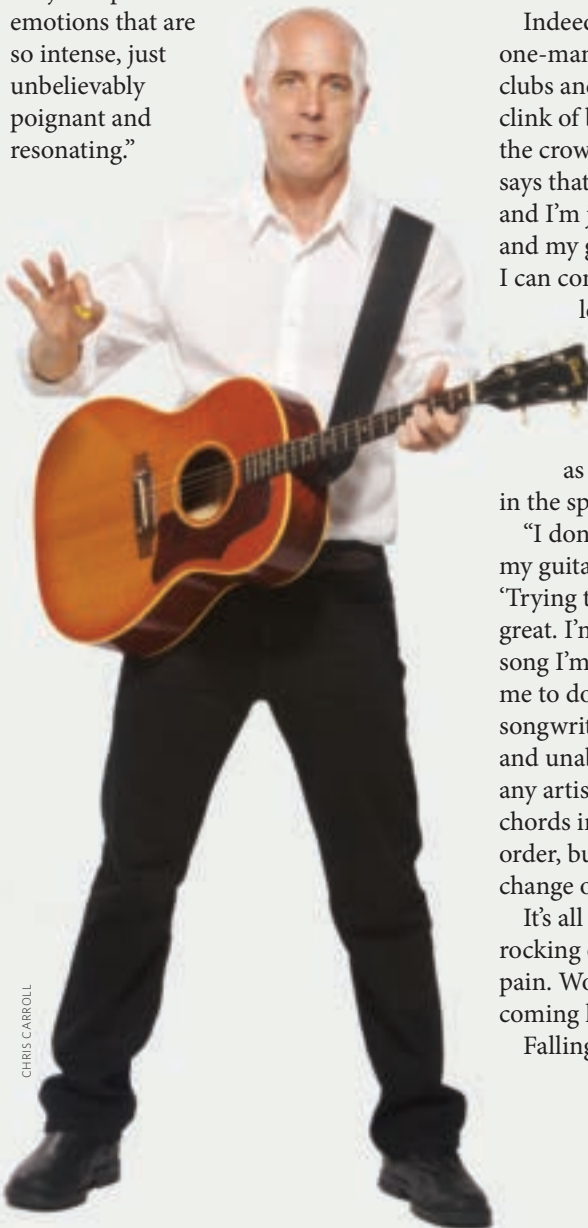 emotions that are
so intense, just
unbelievably
poignant and
resonating.”
CHRIS CARROLL
Indeed
one-man
clubs and
clink of b
the crow
says that
and I’m j
and my g
I can con
le
as
in the sp
“I don
my guita
‘Trying t
great. I’m
song I’m
me to do
songwrit
and unab
any artis
chords in
order, bu
change o
It’s all
rocking o
pain. Wo
coming h
Falling